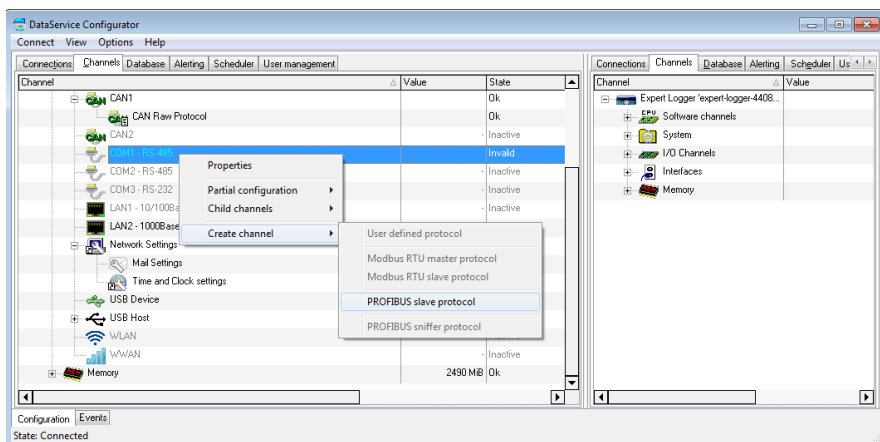 DataService Configurator
Connect View Options Help
Connections Channels Database Alerting Scheduler User management
Channel Value State
CAN1 Ok
CAN Raw Protocol Ok
CAN2 - Inactive
COM1 - RS-485 Invalid
COM2 - RS-485 - Inactive
COM3 - RS-232 - Inactive
LAN1 - 10/100Ba - Inactive
LAN2 - 1000Base
Network Settings
Mail Settings
Time and Clock settings
USB Device
USB Host
WLAN
WWAN - Inactive
Memory 2490 MiB Ok
Properties
Partial configuration
Child channels
Create channel
User defined protocol
Modbus RTU master protocol
Modbus RTU slave protocol
PROFIBUS slave protocol
PROFIBUS sniffer protocol
Connections Channels Database Alerting Scheduler Us
Channel Value
Expert Logger 'expert-logger-4408...
Software channels
System
I/O Channels
Interfaces
Memory
Configuration Events
State: Connected